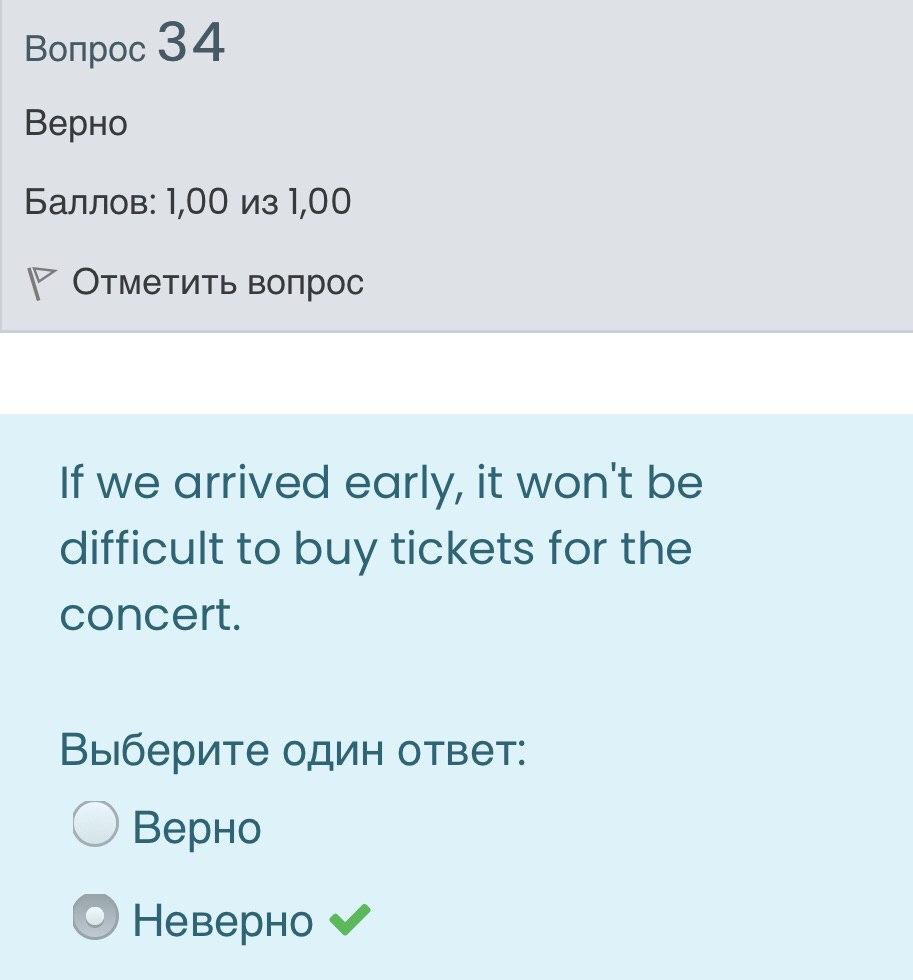 Вопрос 34
Верно
Баллов: 1,00 из 1,00
Отметить вопрос
If we arrived early, it won't be
difficult to buy tickets for the
concert.
Выберите один ответ:
Верно
Неверно